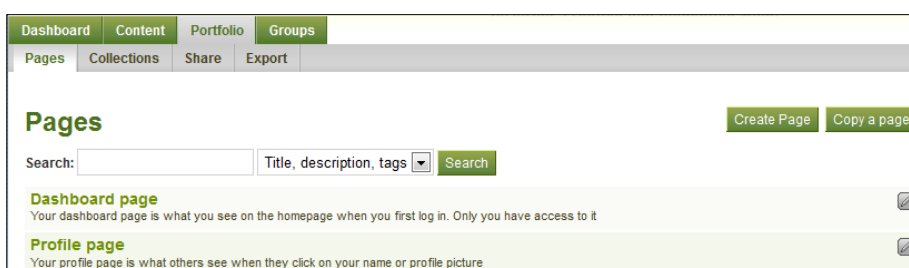 Dashboard Content Portfolio Groups
Pages Collections Share Export
Pages
Create Page Copy a page
Search: Title, description, tags Search
Dashboard page
Your dashboard page is what you see on the homepage when you first log in. Only you have access to it
Profile page
Your profile page is what others see when they click on your name or profile picture